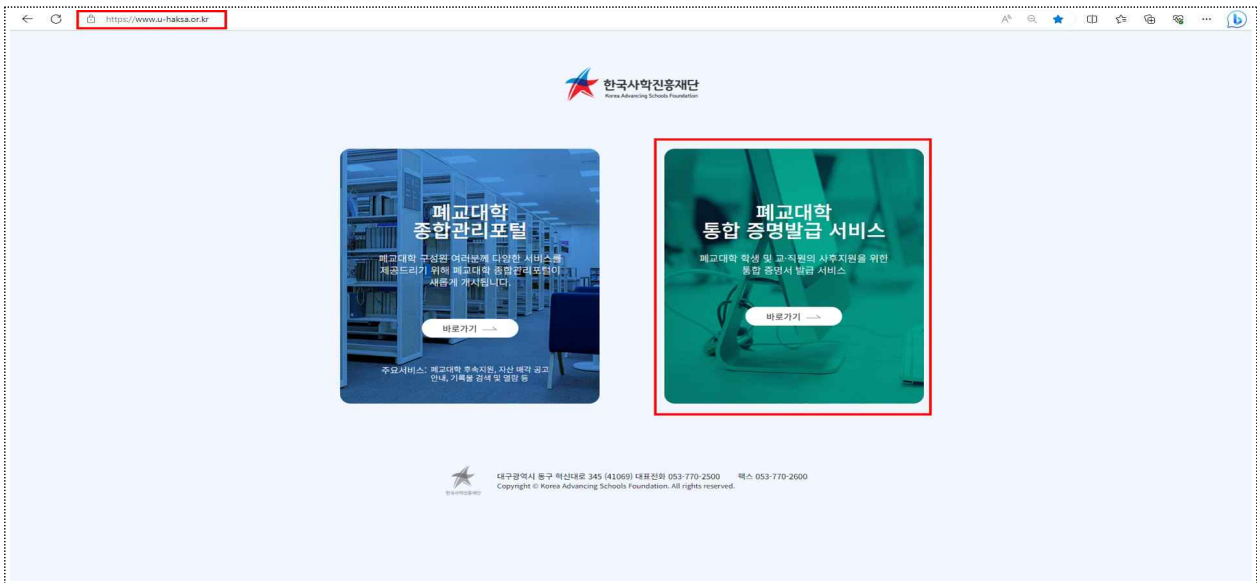 https://www.u-haksa.or.kr
한국사학진흥재단
Korea Advancing Schools Foundation
폐교대학
종합관리포털
폐교대학 구성원 여러분께 다양한 서비스를
제공드리기 위해 폐교대학 종합관리포털이
새롭게 개시됩니다.
바로가기
주요서비스: 폐교대학 후속지원, 자산 매각 공고
안내, 기록물 검색 및 열람 등
폐교대학
통합 증명발급 서비스
폐교대학 학생 및 교·직원의 사후지원을 위한
통합 증명서 발급 서비스
바로가기
한국사학진흥재단
대구광역시 동구 혁신대로 345 (41069) 대표전화 053-770-2500 팩스 053-770-2600
Copyright © Korea Advancing Schools Foundation. All rights reserved.